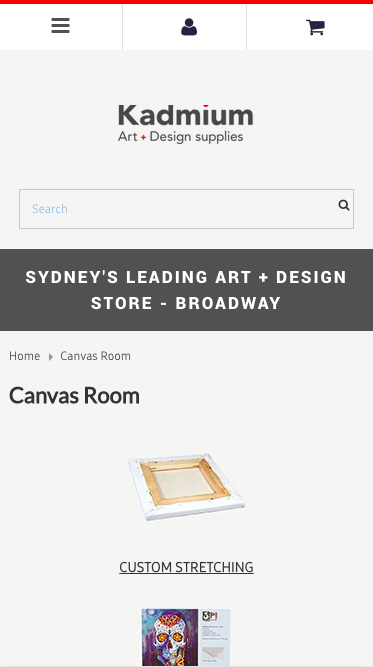 Kadmium
Art + Design supplies
Search
SYDNEY'S LEADING ART + DESIGN
STORE - BROADWAY
Home Canvas Room
Canvas Room
CUSTOM STRETCHING